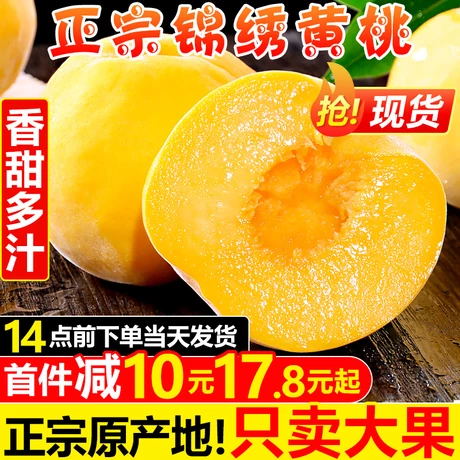 正宗锦绣黄桃
抢!现货
香甜多汁
14点前下单当天发货
首件减10元17.8元起
正宗原产地!只卖大果